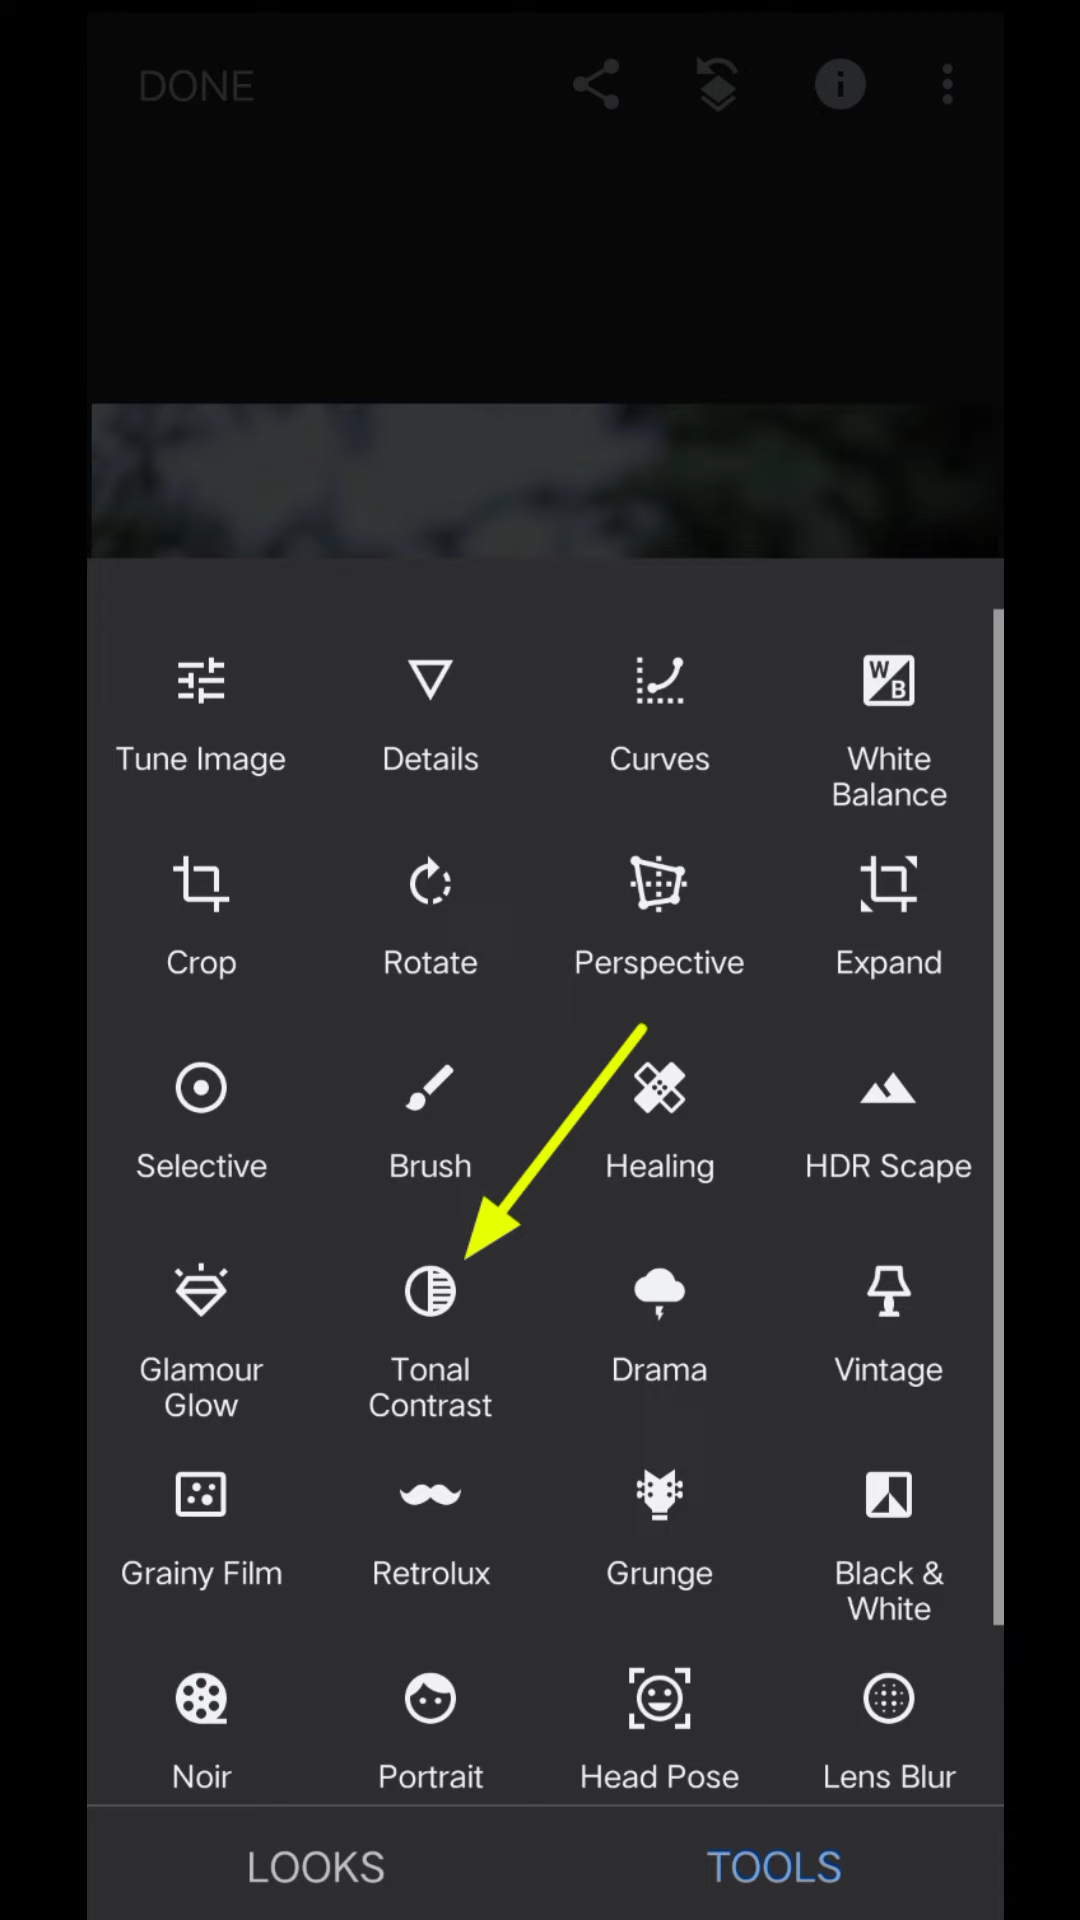 DONE
Tune Image
Details
Curves
W
B
White
Balance
Crop
Rotate
Perspective
Expand
Selective
Brush
Healing
HDR Scape
Glamour
Glow
Tonal
Contrast
Drama
Vintage
Grainy Film
Retrolux
Grunge
Black &
White
Noir
Portrait
Head Pose
Lens Blur
LOOKS
TOOLS